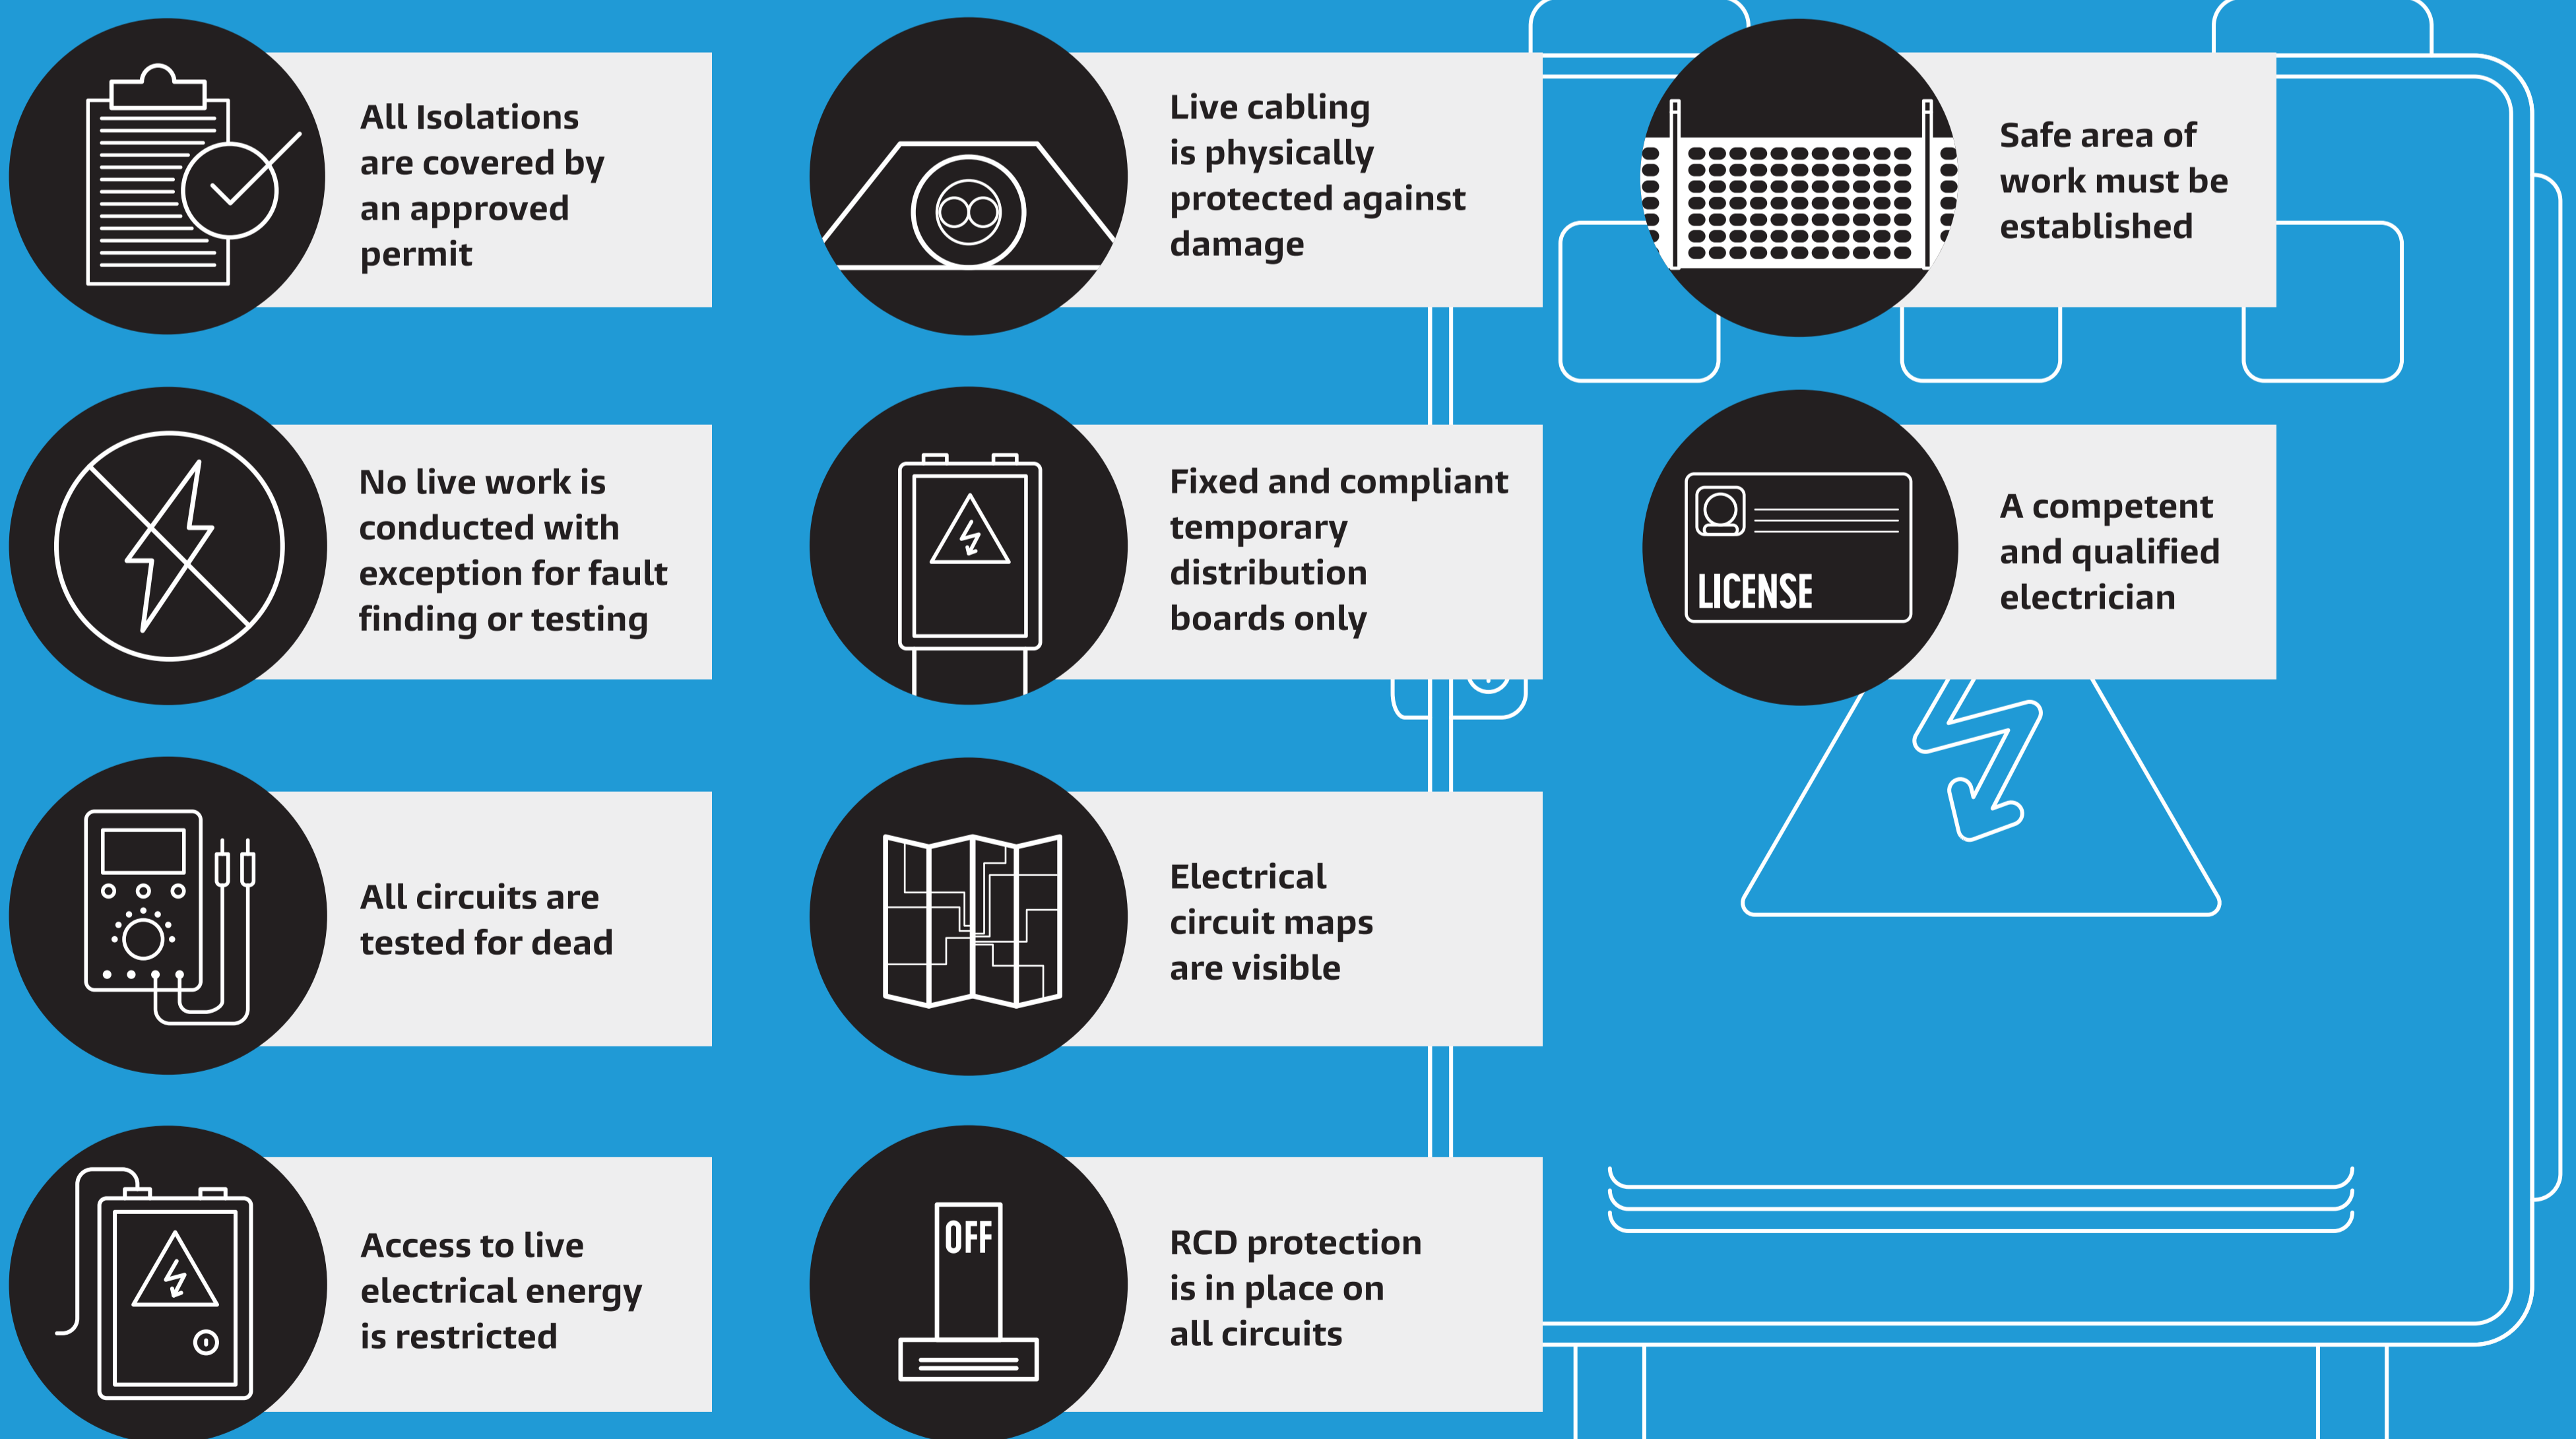 All Isolations
are covered by
an approved
permit
No live work is
conducted with
exception for fault
finding or testing
All circuits are
tested for dead
Access to live
electrical energy
is restricted
Live cabling
is physically
protected against
damage
Fixed and compliant
temporary
distribution
boards only
Electrical
circuit maps
are visible
OFF
RCD protection
is in place on
all circuits
Safe area of
work must be
established
LICENSE
A competent
and qualified
electrician